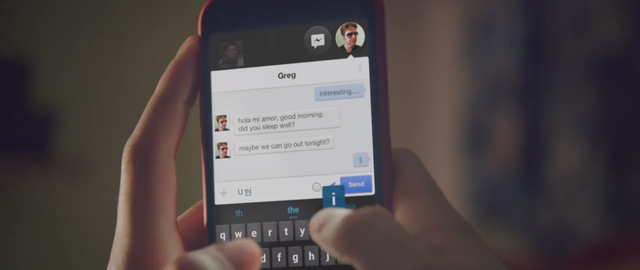 Greg
Interesting...
hola mi amor, good morning.
did you sleep well?
maybe we can go out tonight?
:)
U th
Send
i
th
the
q w e r t y
d f g h j